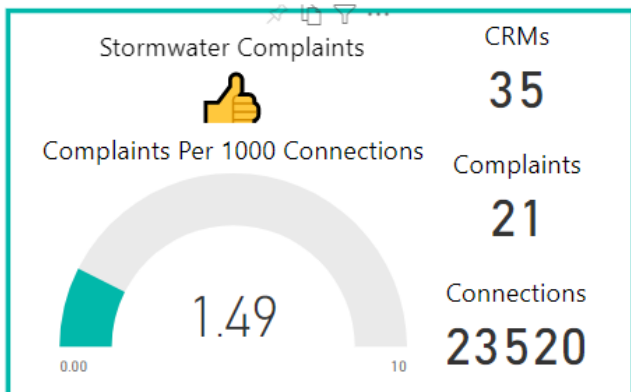 Stormwater Complaints
Complaints Per 1000 Connections
1.49
0.00
10
CRMs
35
Complaints
21
Connections
23520